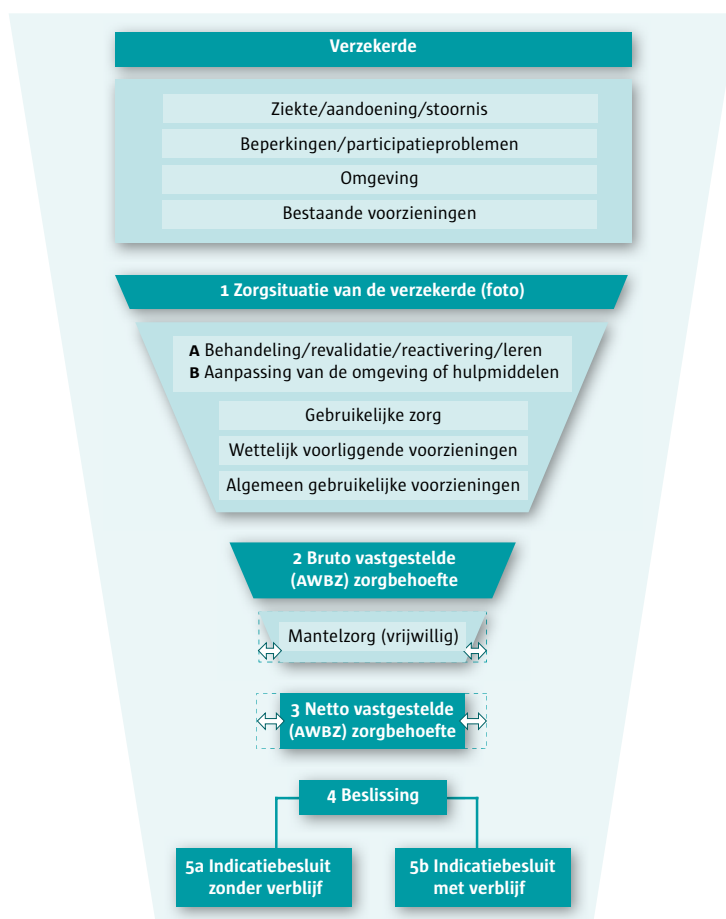 Verzekerde
Ziekte/aandoening/stoornis
Beperkingen/participatieproblemen
Omgeving
Bestaande voorzieningen
1 Zorgsituatie van de verzekerde (foto)
A Behandeling/revalidatie/reactivering/leren
B Aanpassing van de omgeving of hulpmiddelen
Gebruikelijke zorg
Wettelijk voorliggende voorzieningen
Algemeen gebruikelijke voorzieningen
2 Bruto vastgestelde
(AWBZ) zorgbehoefte
Mantelzorg (vrijwillig)
3 Netto vastgestelde
(AWBZ) zorgbehoefte
4 Beslissing
5a Indicatiebesluit
zonder verblijf
5b Indicatiebesluit
met verblijf